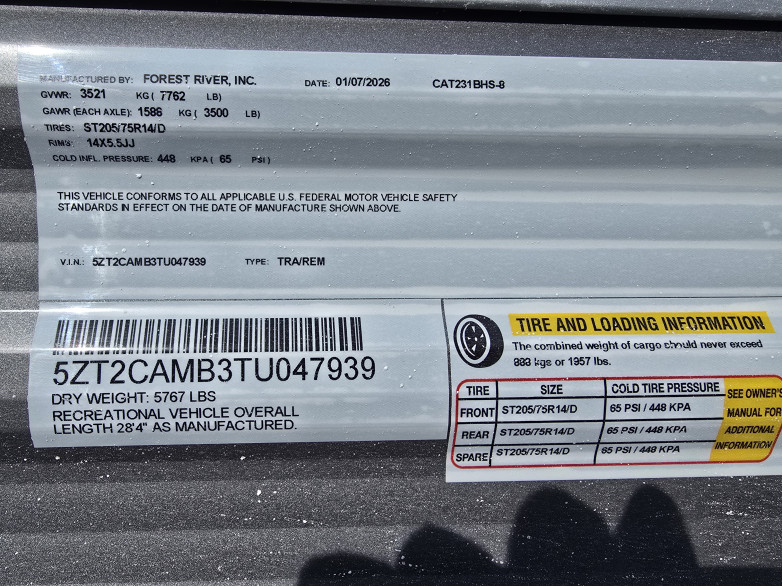 MANUFACTURED BY: FOREST RIVER, INC. DATE: 01/07/2026 CAT231BHS-8
GVWR: 3521 KG ( 7762 LB)
GAWR (EACH AXLE): 1586 KG ( 3500 LB)
TIRES: ST205/75R14/D
RIMS: 14X5.5JJ
COLD INFL. PRESSURE: 448 KPA ( 65 PSI)
THIS VEHICLE CONFORMS TO ALL APPLICABLE U.S. FEDERAL MOTOR VEHICLE SAFETY
STANDARDS IN EFFECT ON THE DATE OF MANUFACTURE SHOWN ABOVE.
V.I.N.: 5ZT2CAMB3TU047939 TYPE: TRA/REM
5ZT2CAMB3TU047939
DRY WEIGHT: 5767 LBS
RECREATIONAL VEHICLE OVERALL
LENGTH 28'4" AS MANUFACTURED.
TIRE AND LOADING INFORMATION
The combined weight of cargo should never exceed
kgs or 1957 lbs.
TIRE SIZE COLD TIRE PRESSURE
FRONT ST205/75R14/D 65 PSI / 448 KPA
REAR ST205/75R14/D 65 PSI / 448 KPA
SPARE ST205/75R14/D 65 PSI / 448 KPA
SEE OWNER'S
MANUAL FOR
ADDITIONAL
INFORMATION